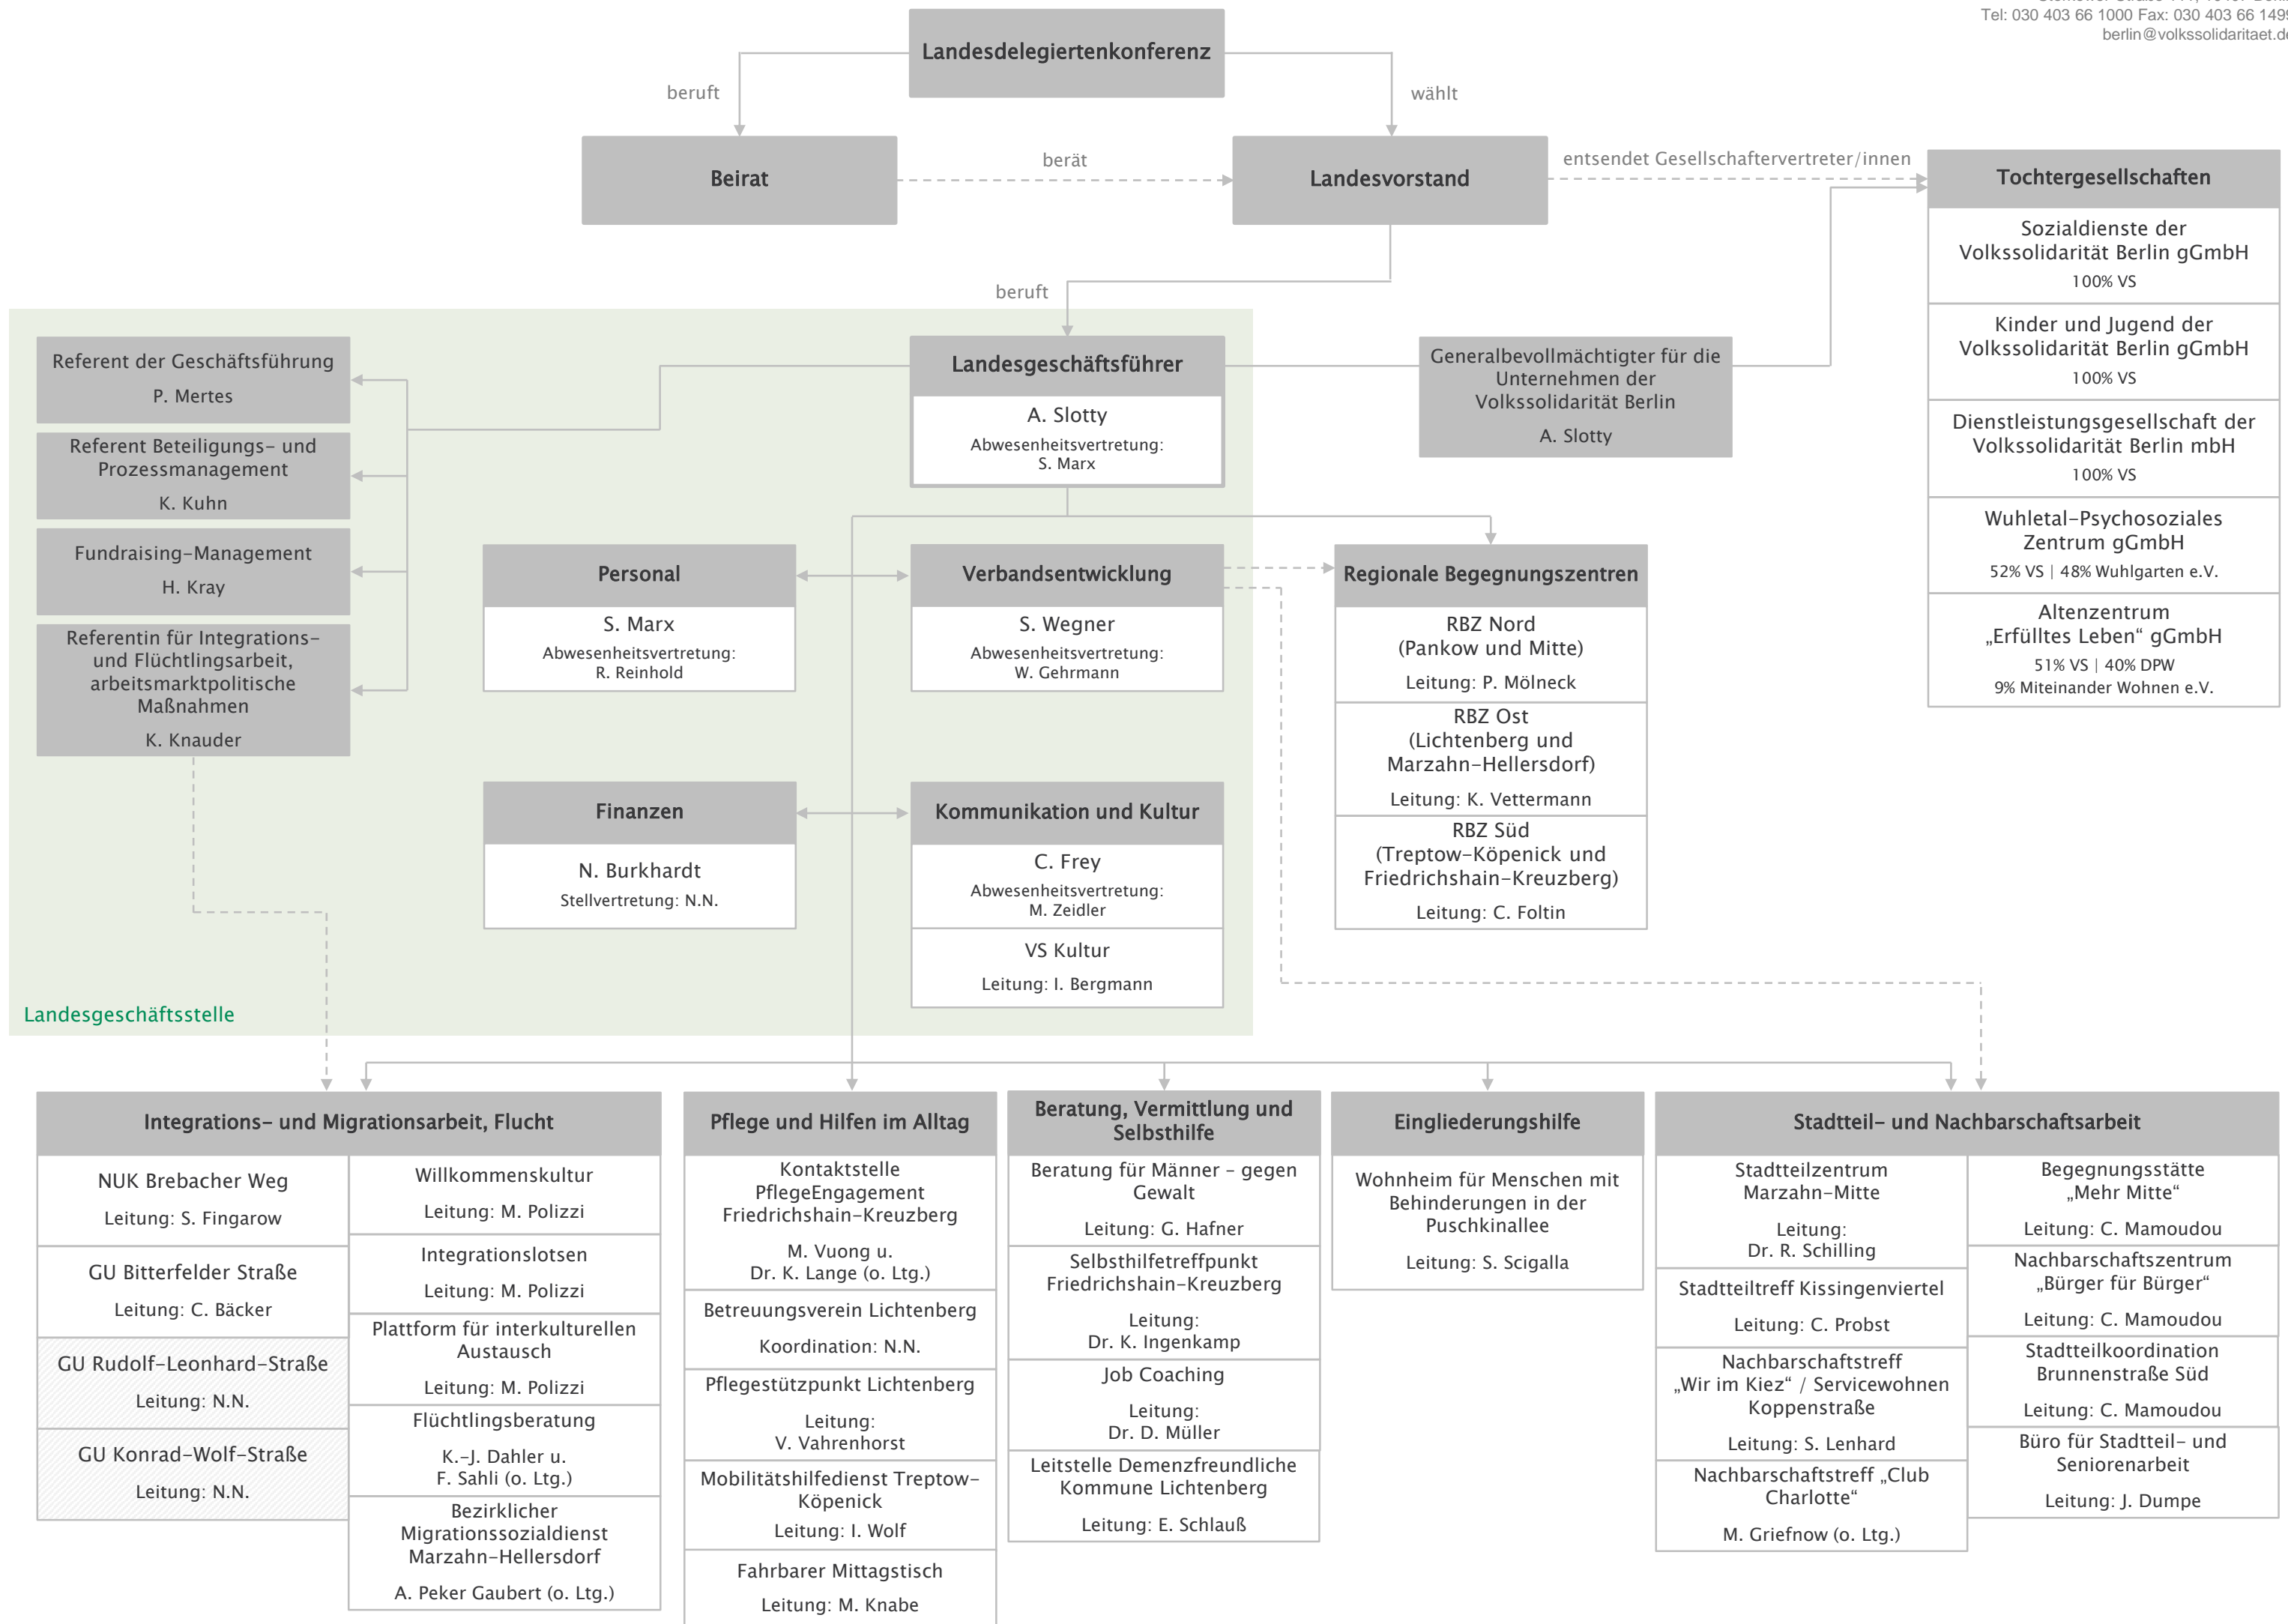 Tel: 030 403 66 1000 Fax: 030 403 66 1499
berlin@volkssolidaritaet.de
Landesdelegiertenkonferenz
beruft
wählt
Beirat
berät
Landesvorstand
entsendet Gesellschaftervertreter/innen
Tochtergesellschaften
Sozialdienste der
Volkssolidarität Berlin gGmbH
100% VS
Kinder und Jugend der
Volkssolidarität Berlin gGmbH
100% VS
Dienstleistungsgesellschaft der
Volkssolidarität Berlin mbH
100% VS
Wuhletal-Psychosoziales
Zentrum gGmbH
52% VS | 48% Wuhlgarten e.V.
Altenzentrum
„Erfülltes Leben“ gGmbH
51% VS | 40% DPW
9% Miteinander Wohnen e.V.
beruft
Landesgeschäftsführer
A. Slotty
Abwesenheitsvertretung:
S. Marx
Generalbevollmächtigter für die
Unternehmen der
Volkssolidarität Berlin
A. Slotty
Referent der Geschäftsführung
P. Mertes
Referent Beteiligungs- und
Prozessmanagement
K. Kuhn
Fundraising-Management
H. Kray
Referentin für Integrations-
und Flüchtlingsarbeit,
arbeitsmarktpolitische
Maßnahmen
K. Knauder
Personal
S. Marx
Abwesenheitsvertretung:
R. Reinhold
Verbandsentwicklung
S. Wegner
Abwesenheitsvertretung:
W. Gehrmann
Regionale Begegnungszentren
RBZ Nord
(Pankow und Mitte)
Leitung: P. Mölneck
RBZ Ost
(Lichtenberg und
Marzahn-Hellersdorf)
Leitung: K. Vettermann
RBZ Süd
(Treptow-Köpenick und
Friedrichshain-Kreuzberg)
Leitung: C. Foltin
Finanzen
N. Burkhardt
Stellvertretung: N.N.
Kommunikation und Kultur
C. Frey
Abwesenheitsvertretung:
M. Zeidler
VS Kultur
Leitung: I. Bergmann
Landesgeschäftsstelle
Integrations- und Migrationsarbeit, Flucht
NUK Brebacher Weg
Leitung: S. Fingarow
GU Bitterfelder Straße
Leitung: C. Bäcker
GU Rudolf-Leonhard-Straße
Leitung: N.N.
GU Konrad-Wolf-Straße
Leitung: N.N.
Willkommenskultur
Leitung: M. Polizzi
Integrationslotsen
Leitung: M. Polizzi
Plattform für interkulturellen
Austausch
Leitung: M. Polizzi
Flüchtlingsberatung
K.-J. Dahler u.
F. Sahli (o. Ltg.)
Bezirklicher
Migrationssozialdienst
Marzahn-Hellersdorf
A. Peker Gaubert (o. Ltg.)
Pflege und Hilfen im Alltag
Kontaktstelle
PflegeEngagement
Friedrichshain-Kreuzberg
M. Vuong u.
Dr. K. Lange (o. Ltg.)
Betreuungsverein Lichtenberg
Koordination: N.N.
Pflegestützpunkt Lichtenberg
Leitung:
V. Vahrenhorst
Mobilitätshilfedienst Treptow-
Köpenick
Leitung: I. Wolf
Fahrbarer Mittagstisch
Leitung: M. Knabe
Beratung, Vermittlung und
Selbsthilfe
Beratung für Männer – gegen
Gewalt
Leitung: G. Hafner
Selbsthilfetreffpunkt
Friedrichshain-Kreuzberg
Leitung:
Dr. K. Ingenkamp
Job Coaching
Leitung:
Dr. D. Müller
Leitstelle Demenzfreundliche
Kommune Lichtenberg
Leitung: E. Schlauß
Eingliederungshilfe
Wohnheim für Menschen mit
Behinderungen in der
Puschkinallee
Leitung: S. Scigalla
Stadtteil- und Nachbarschaftsarbeit
Stadtteilzentrum
Marzahn-Mitte
Leitung:
Dr. R. Schilling
Stadtteiltreff Kissingenviertel
Leitung: C. Probst
Nachbarschaftstreff
„Wir im Kiez“ / Servicewohnen
Koppenstraße
Leitung: S. Lenhard
Nachbarschaftstreff „Club
Charlotte“
M. Griefnow (o. Ltg.)
Begegnungsstätte
„Mehr Mitte“
Leitung: C. Mamoudou
Nachbarschaftszentrum
„Bürger für Bürger“
Leitung: C. Mamoudou
Stadtteilkoordination
Brunnenstraße Süd
Leitung: C. Mamoudou
Büro für Stadtteil- und
Seniorenarbeit
Leitung: J. Dumpe